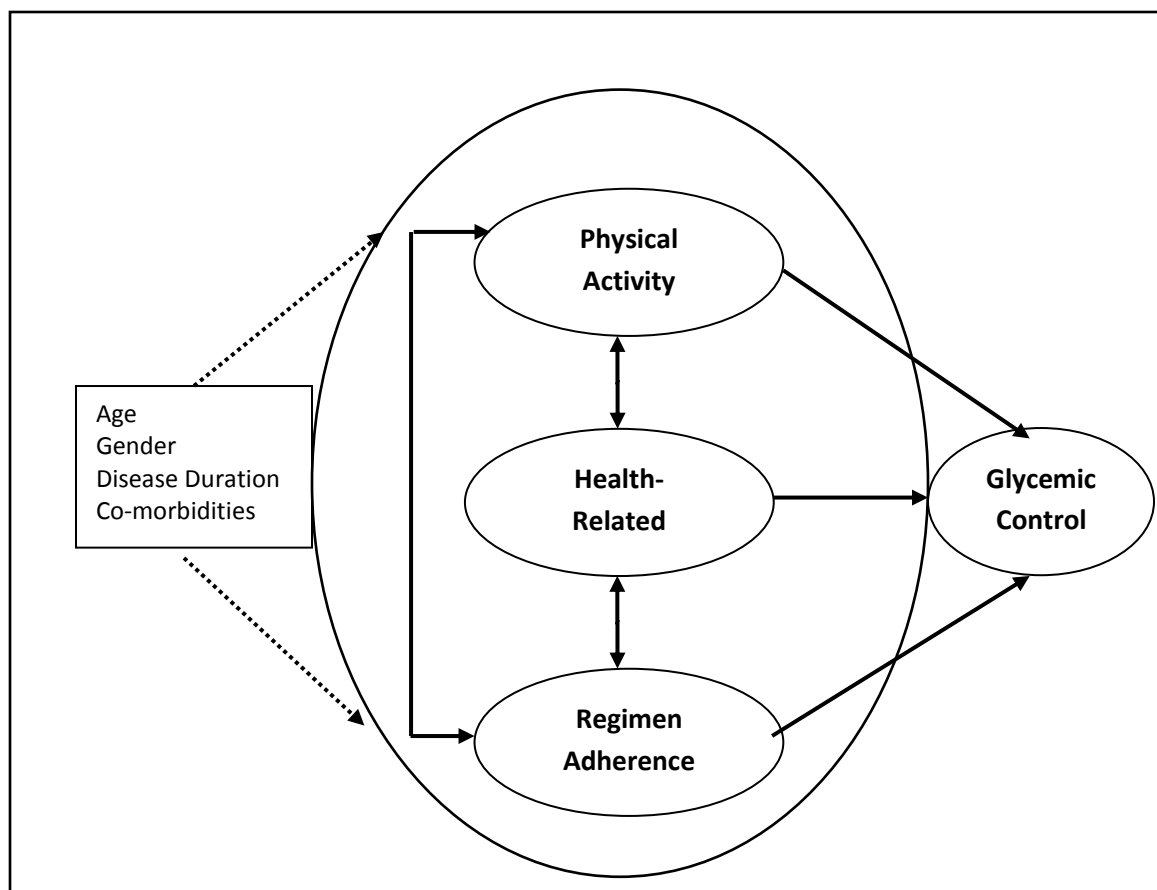 Physical
Activity
Age
Gender
Disease Duration
Co-morbidities
Health-
Related
Glycemic
Control
Regimen
Adherence